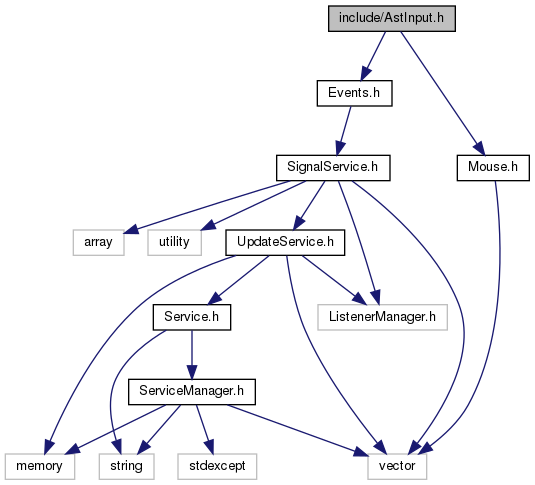 include/AstInput.h
Events.h
SignalService.h
Mouse.h
array
utility
UpdateService.h
Service.h
ListenerManager.h
ServiceManager.h
memory
string
stdexcept
vector